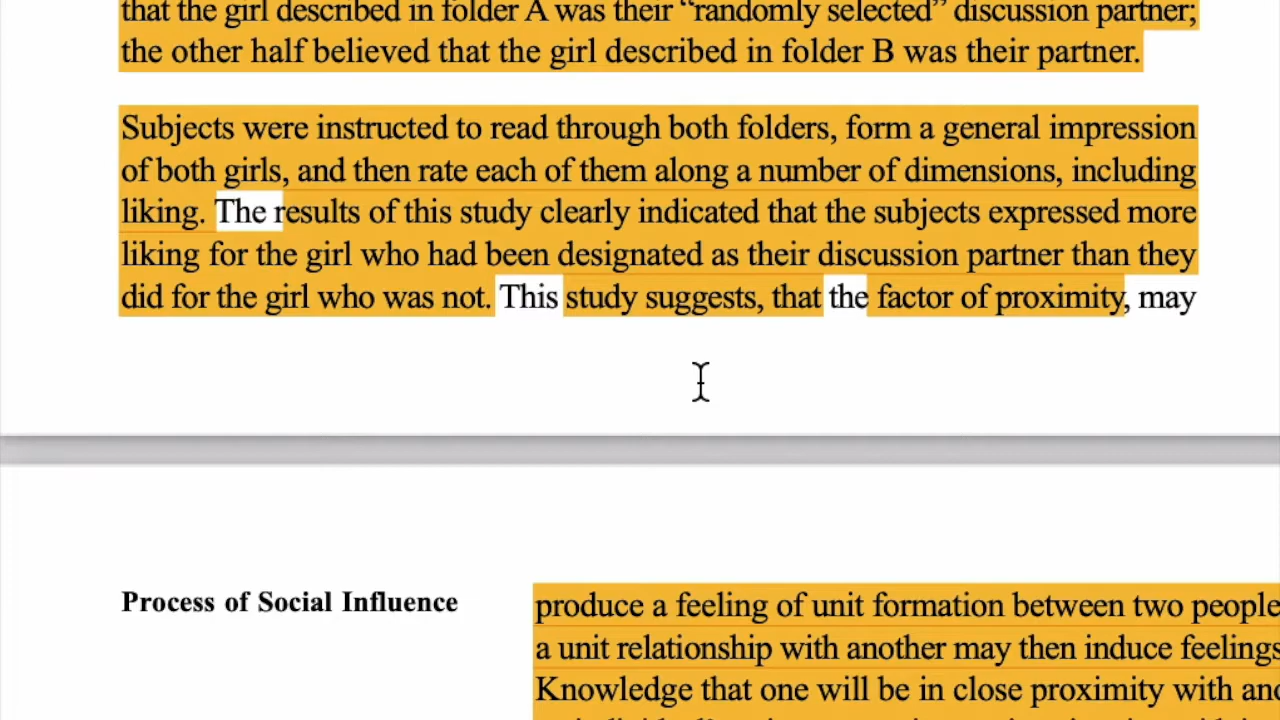 that the girl described in folder A was their “randomly selected” discussion partner;
the other half believed that the girl described in folder B was their partner.
Subjects were instructed to read through both folders, form a general impression
of both girls, and then rate each of them along a number of dimensions, including
liking. The results of this study clearly indicated that the subjects expressed more
liking for the girl who had been designated as their discussion partner than they
did for the girl who was not. This study suggests, that the factor of proximity, may
Process of Social Influence
produce a feeling of unit formation between two people
a unit relationship with another may then induce feelings
Knowledge that one will be in close proximity with